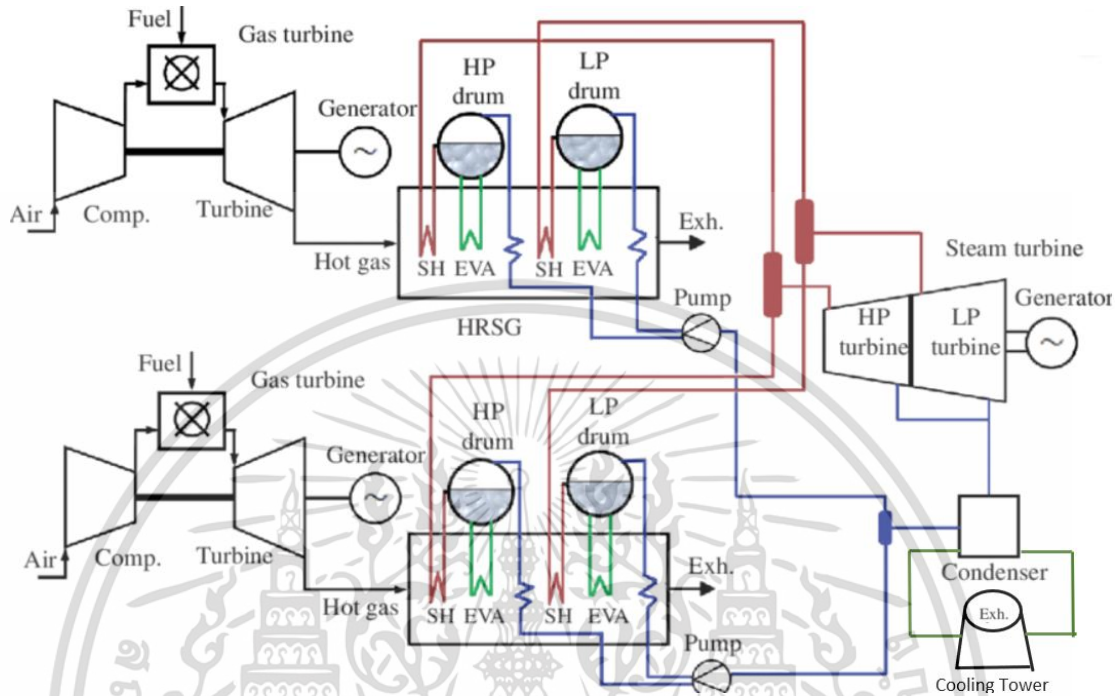 Fuel
Gas turbine
Generator
~
Air
Comp.
Turbine
Hot gas
HP
drum
LP
drum
SH
EVA
SH
EVA
HRSG
Exh.
Pump
Steam turbine
HP
turbine
LP
turbine
Generator
~
Fuel
Gas turbine
Generator
~
Air
Comp.
Turbine
Hot gas
HP
drum
LP
drum
SH
EVA
SH
EVA
Exh.
Pump
Condenser
Exh.
Cooling Tower